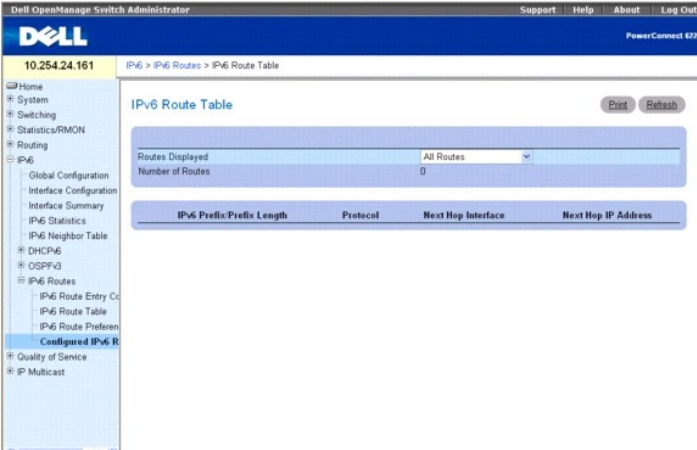 Dell OpenManage Switch Administrator
Support Help About Log Out
DELL
PowerConnect 622
10.254.24.161
IPv6 > IPv6 Routes > IPv6 Route Table
Home
System
Switching
Statistics/RMON
Routing
IPv6
Global Configuration
Interface Configuration
Interface Summary
IPv6 Statistics
IPv6 Neighbor Table
DHCPv6
OSPFv3
IPv6 Routes
IPv6 Route Entry Co
IPv6 Route Table
IPv6 Route Preferen
Configured IPv6 R
Quality of Service
IP Multicast
IPv6 Route Table
Print Refresh
Routes Displayed All Routes
Number of Routes 0
IPv6 Prefix/Prefix Length Protocol Next Hop Interface Next Hop IP Address